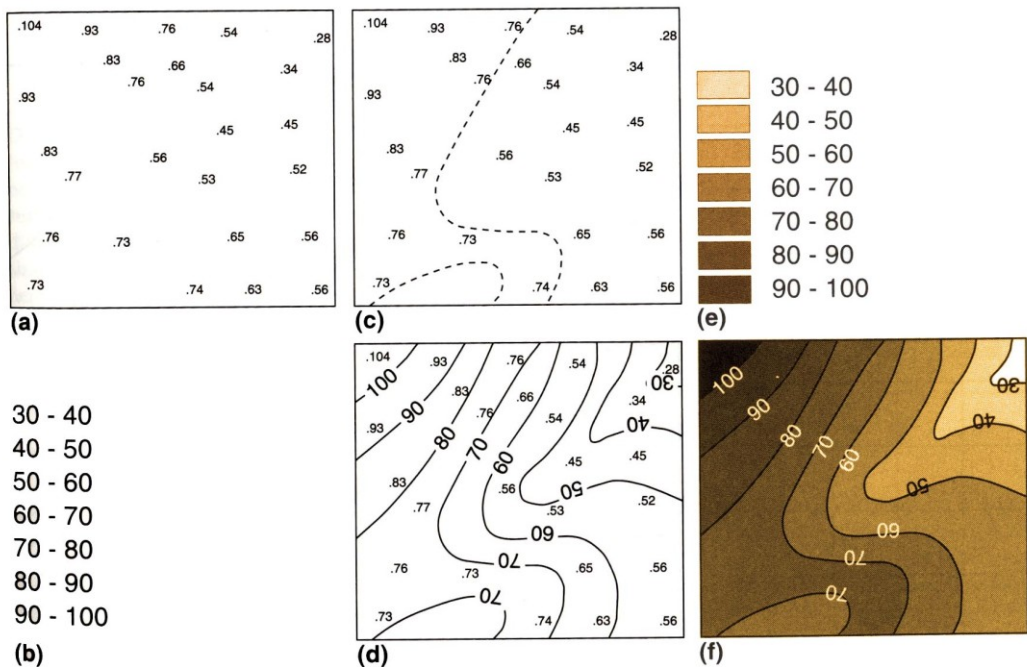 .104 .93 .76 .54 .28
.83 .66 .34
.76 .54
.93
.45 .45
.83 .56
.77 .53 .52
.76 .73 .65 .56
.73 .74 .63 .56
(a)
.104 .93 .76 .54 .28
.83 .66 .34
.76 .54
.93
.45 .45
.83 .56
.77 .53 .52
.76 .73 .65 .56
.73 .74 .63 .56
(c)
30 - 40
40 - 50
50 - 60
60 - 70
70 - 80
80 - 90
90 - 100
(e)
30 - 40
40 - 50
50 - 60
60 - 70
70 - 80
80 - 90
90 - 100
(b)
.104 .93 .76 .54 .28
100 30
.83 .66 .34
90 .76 .54
.93 80 70 60 40
.45 .45
.83 .56 50
.77 .53 .52
60
.76 .73 70 .65 .56
70
.73 .74 .63 .56
(d)
100 30
90
80 70 60 40
50
60
70
70
(f)